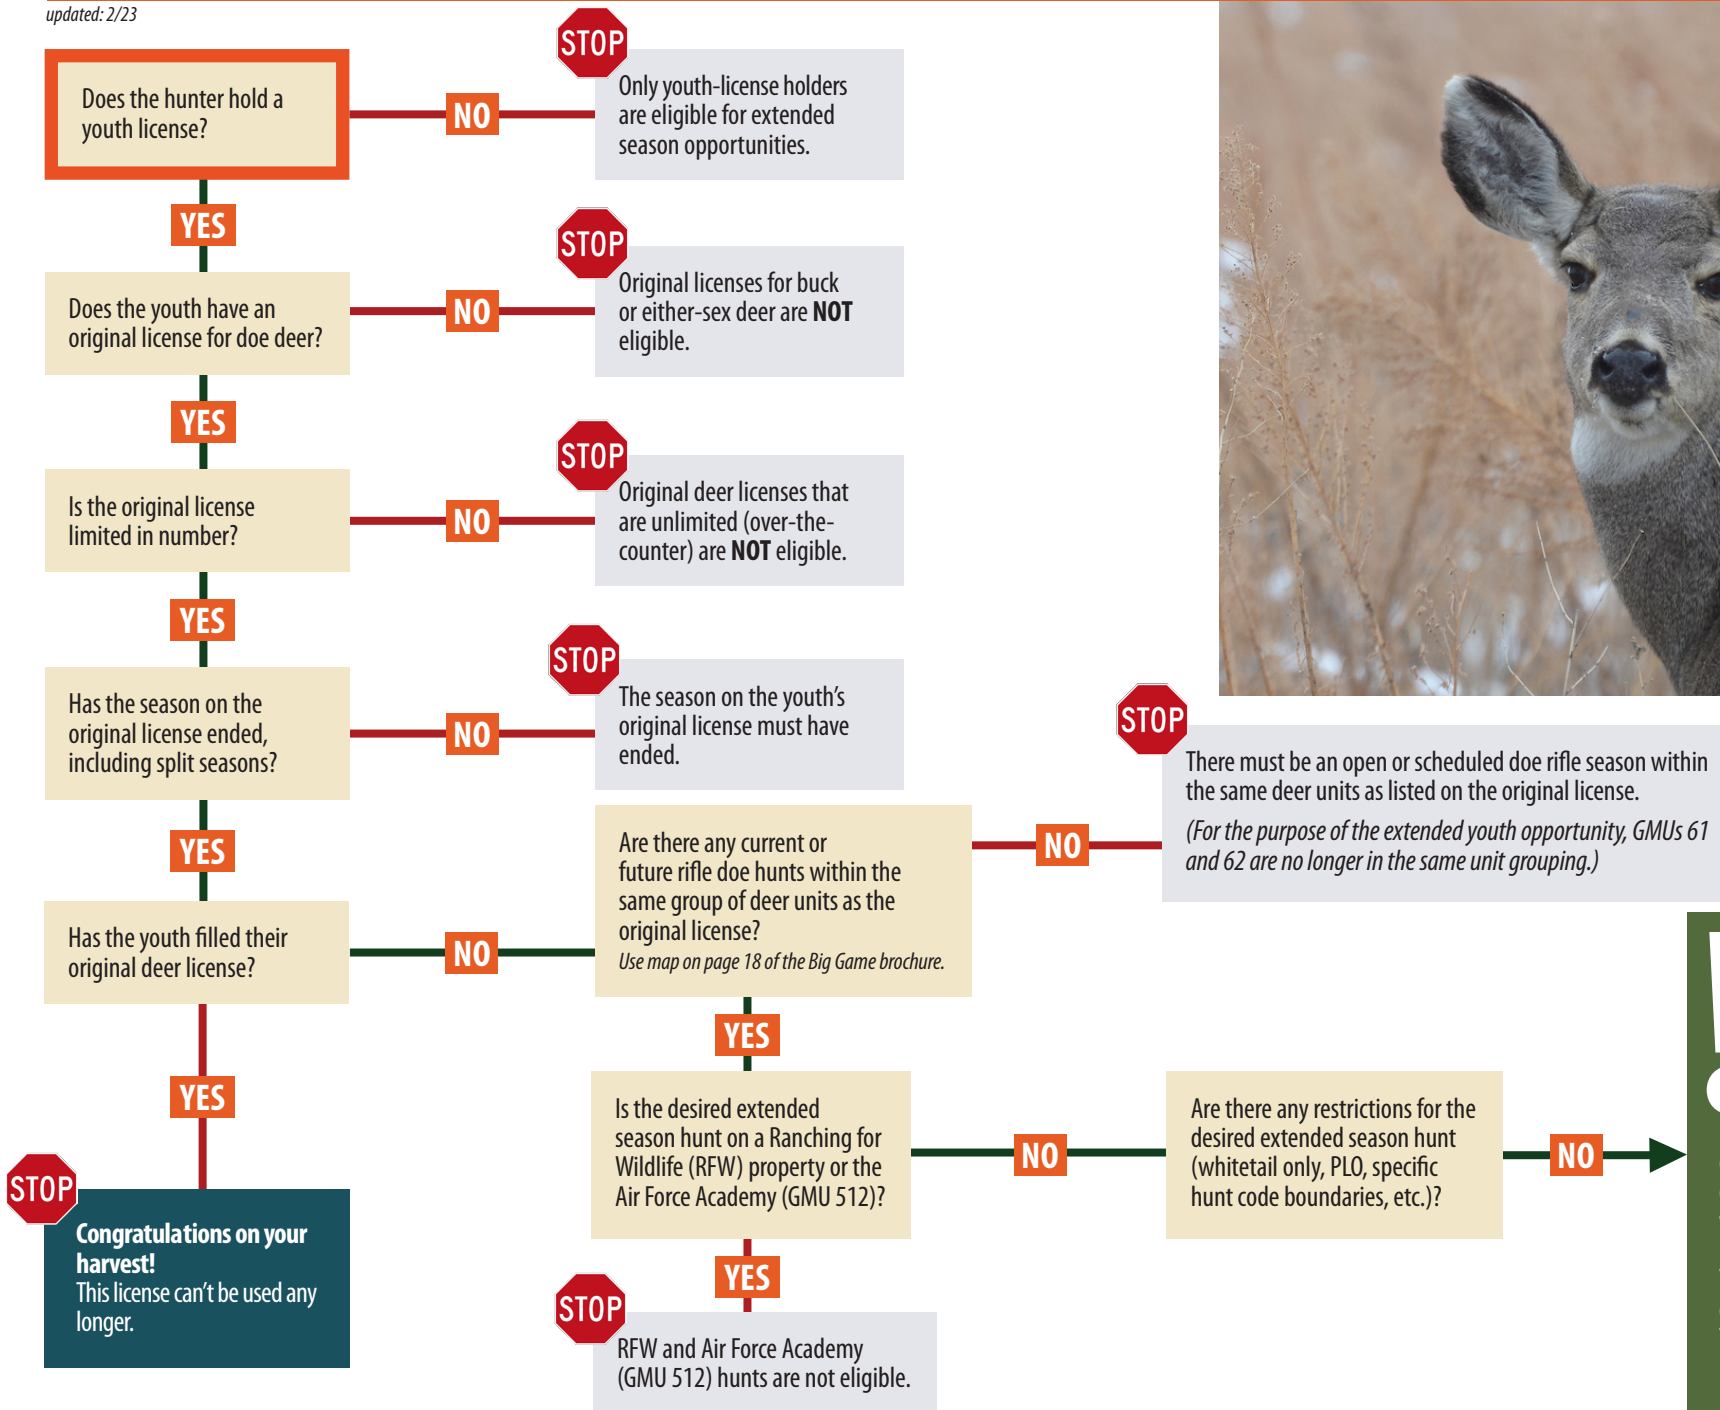 updated: 2/23
Does the hunter hold a
youth license?
NO
STOP
Only youth-license holders
are eligible for extended
season opportunities.
YES
Does the youth have an
original license for doe deer?
NO
STOP
Original licenses for buck
or either-sex deer are NOT
eligible.
YES
Is the original license
limited in number?
NO
STOP
Original deer licenses that
are unlimited (over-the-
counter) are NOT eligible.
YES
Has the season on the
original license ended,
including split seasons?
NO
STOP
The season on the youth's
original license must have
ended.
YES
Has the youth filled their
original deer license?
NO
Are there any current or
future rifle doe hunts within the
same group of deer units as the
original license?
Use map on page 18 of the Big Game brochure.
NO
STOP
There must be an open or scheduled doe rifle season within
the same deer units as listed on the original license.
(For the purpose of the extended youth opportunity, GMUs 61
and 62 are no longer in the same unit grouping.)
YES
STOP
Congratulations on your
harvest!
This license can't be used any
longer.
YES
Is the desired extended
season hunt on a Ranching for
Wildlife (RFW) property or the
Air Force Academy (GMU 512)?
NO
Are there any restrictions for the
desired extended season hunt
(whitetail only, PLO, specific
hunt code boundaries, etc.)?
NO
YES
STOP
RFW and Air Force Academy
(GMU 512) hunts are not eligible.